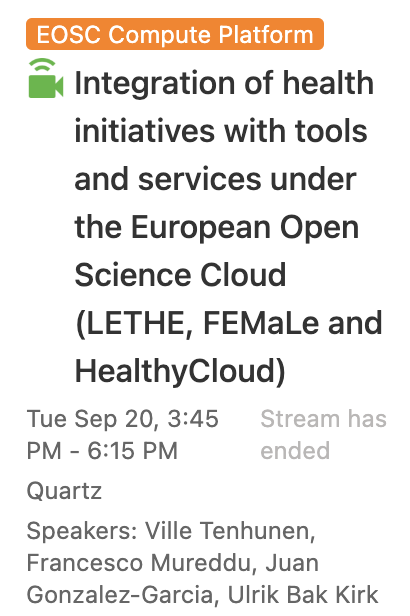 EOSC Compute Platform
Integration of health
initiatives with tools
and services under
the European Open
Science Cloud
(LETHE, FEMaLe and
HealthyCloud)
Tue Sep 20, 3:45
PM - 6:15 PM
Stream has
ended
Quartz
Speakers: Ville Tenhunen,
Francesco Mureddu, Juan
Gonzalez-Garcia, Ulrik Bak Kirk